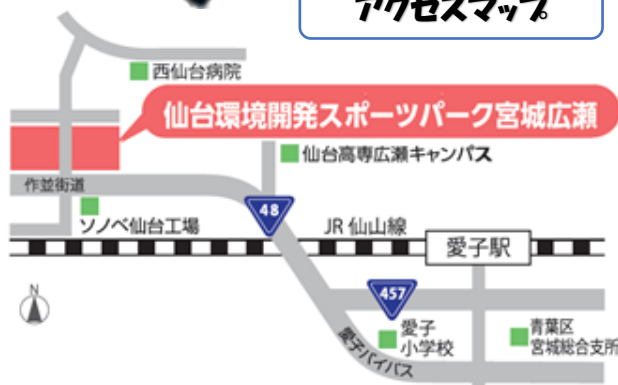 アクセスマップ
西仙台病院
仙台環境開発スポーツパーク宮城広瀬
仙台高専広瀬キャンパス
作並街道
ソノベ仙台工場
48
JR 仙山線
愛子駅
N
457
愛子
小学校
愛子バイパス
青葉区
宮城総合支所